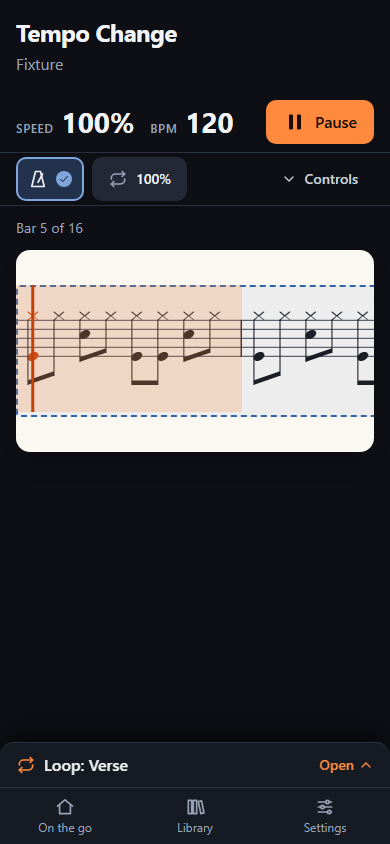 Tempo Change
Fixture
SPEED 100% BPM 120
Pause
100%
Controls
Bar 5 of 16
Loop: Verse
Open
On the go
Library
Settings